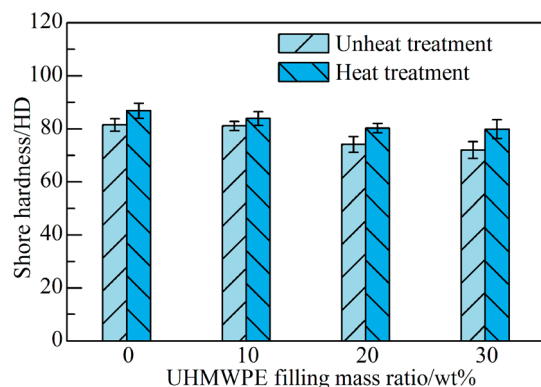 120
100
80
60
40
20
0
Shore hardness/HD
Unheat treatment
Heat treatment
0 10 20 30
UHMWPE filling mass ratio/wt%